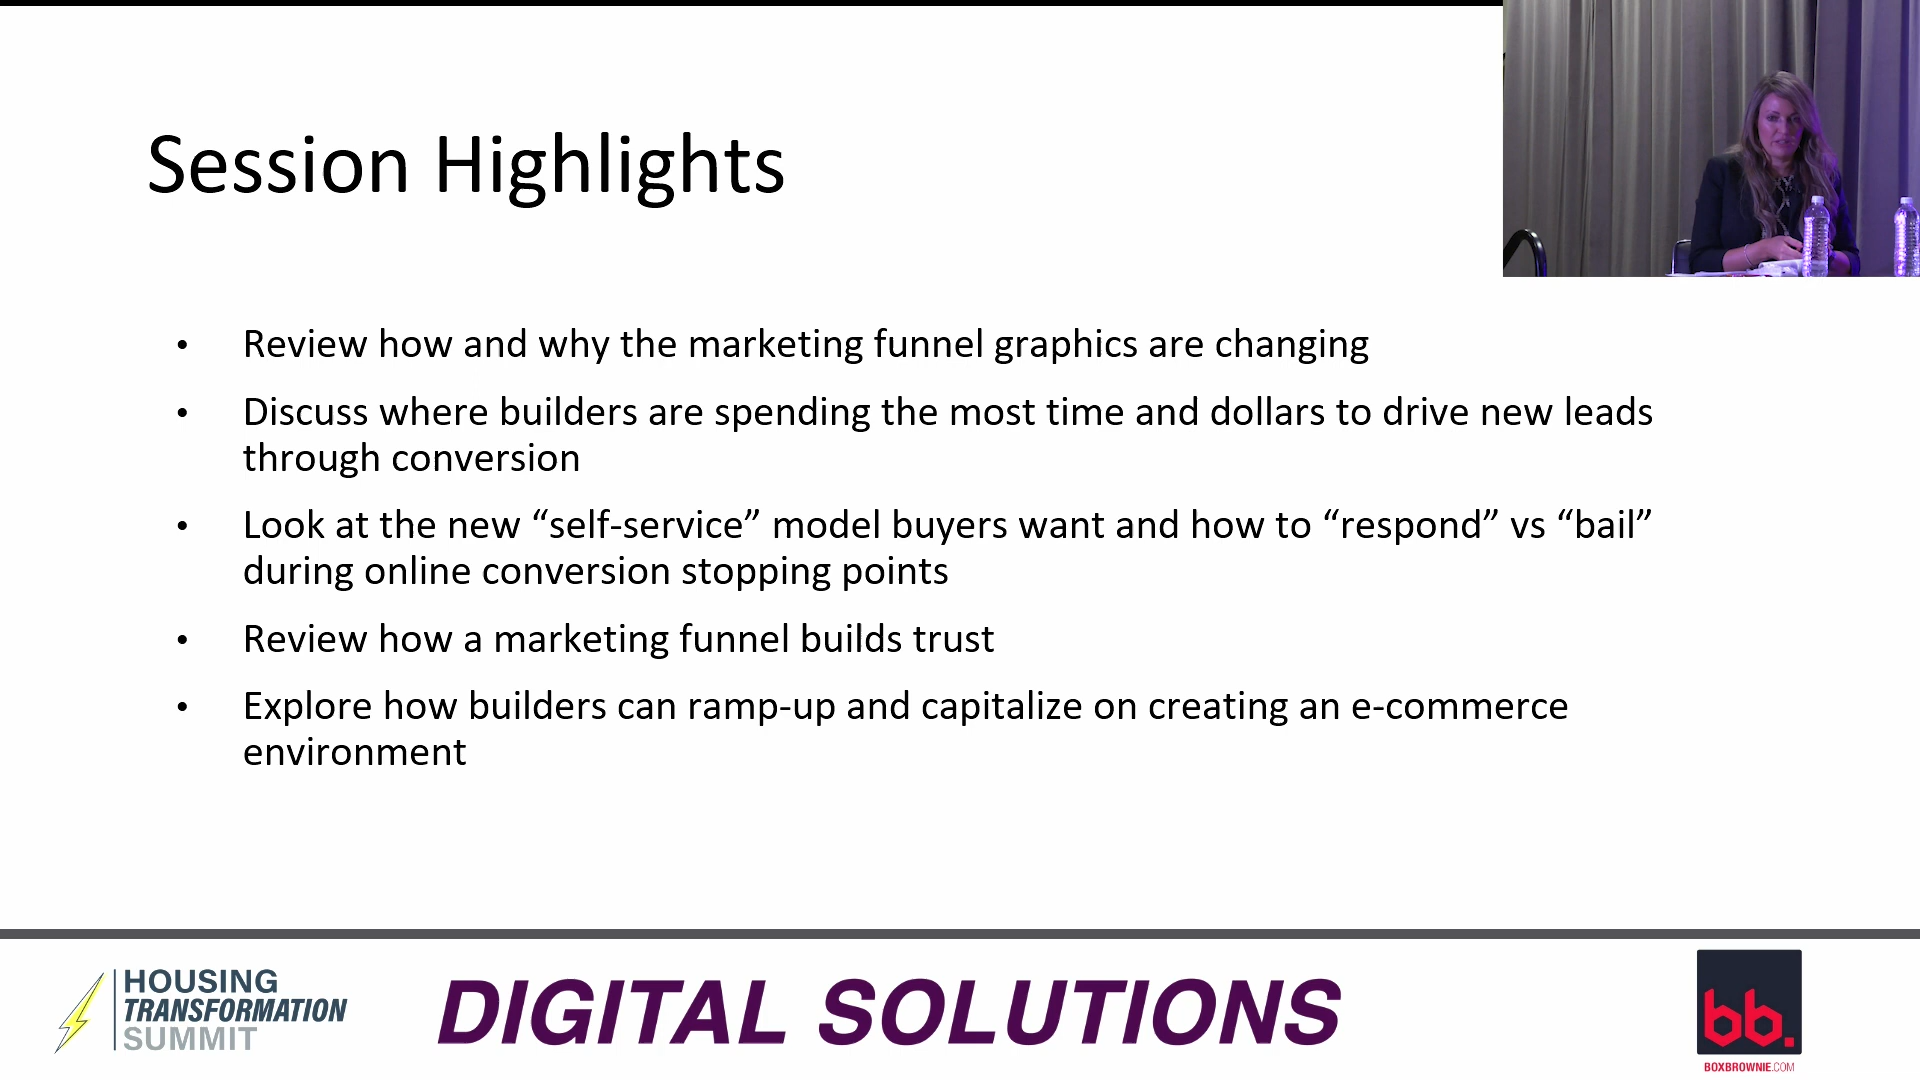 Session Highlights
• Review how and why the marketing funnel graphics are changing
• Discuss where builders are spending the most time and dollars to drive new leads
through conversion
• Look at the new “self-service” model buyers want and how to “respond” vs “bail”
during online conversion stopping points
• Review how a marketing funnel builds trust
• Explore how builders can ramp-up and capitalize on creating an e-commerce
environment
HOUSING
TRANSFORMATION
SUMMIT
DIGITAL SOLUTIONS
bb.
BOXBROWNIE.COM